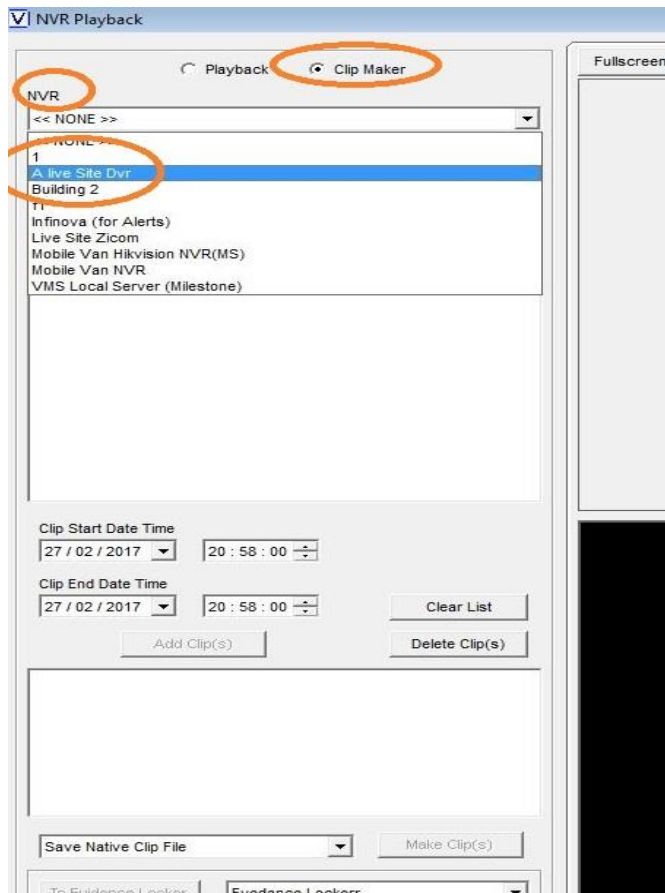 NVR Playback
Playback Clip Maker
Fullscreen
NVR
<< NONE >>
<< NONE >>
1
A live Site Dvr
Building 2
Infinova (for Alerts)
Live Site Zicom
Mobile Van Hikvision NVR(MS)
Mobile Van NVR
VMS Local Server (Milestone)
Clip Start Date Time
27 / 02 / 2017 20 : 58 : 00
Clip End Date Time
27 / 02 / 2017 20 : 58 : 00 Clear List
Add Clip(s) Delete Clip(s)
Save Native Clip File Make Clip(s)
To Evidence Locker Evedance Lockerr